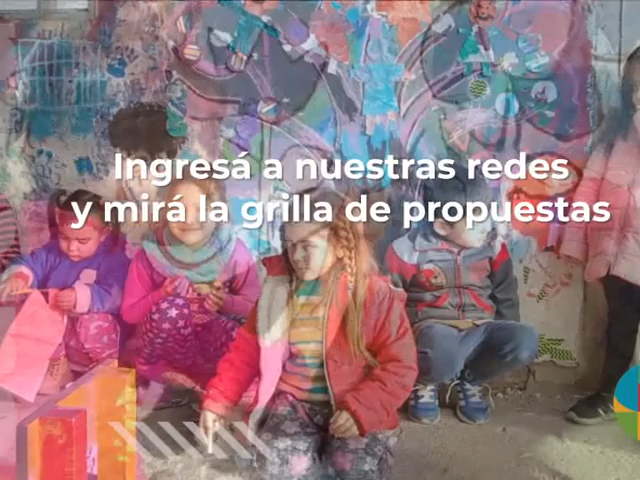 Ingresá a nuestras redes
y mirá la grilla de propuestas